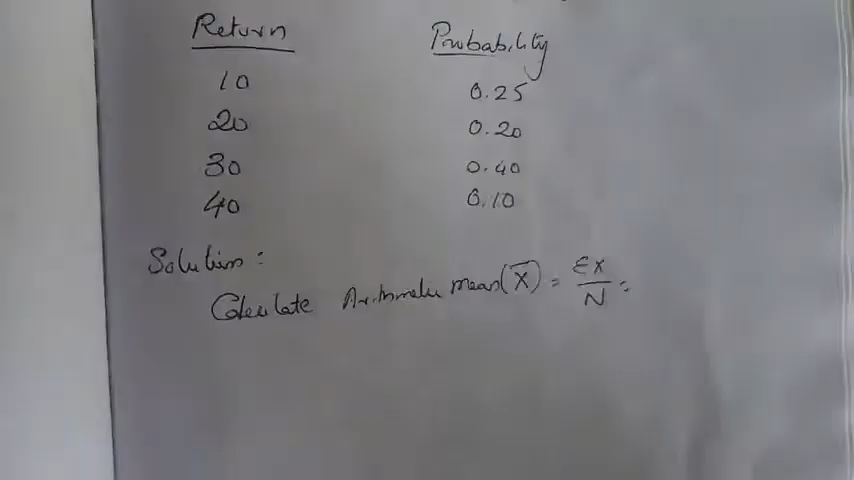 Return Probability
10 0.25
20 0.20
30 0.40
40 0.10
Solution :
Calculate Arithmetic mean (X̅) = ΣX/N =